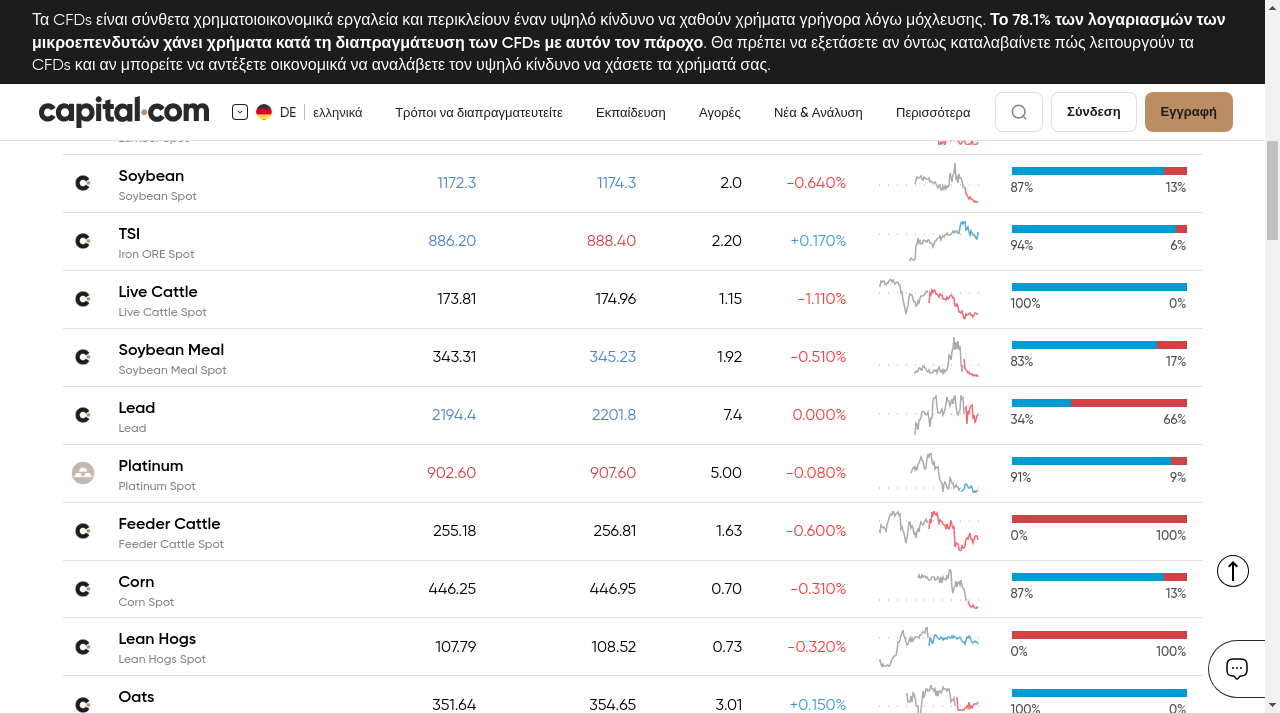 Τα CFDs είναι σύνθετα χρηματοιοικονομικά εργαλεία και περικλείουν έναν υψηλό κίνδυνο να χαθούν χρήματα γρήγορα λόγω μόχλευσης. Το 78.1% των λογαριασμών των
μικροεπενδυτών χάνει χρήματα κατά τη διαπραγμάτευση των CFDs με αυτόν τον πάροχο. Θα πρέπει να εξετάσετε αν όντως καταλαβαίνετε πώς λειτουργούν τα
CFDs και αν μπορείτε να αντέξετε οικονομικά να αναλάβετε τον υψηλό κίνδυνο να χάσετε τα χρήματά σας.
capital.com DE ελληνικά Τρόποι να διαπραγματευτείτε Εκπαίδευση Αγορές Νέα & Ανάλυση Περισσότερα Σύνδεση Εγγραφή
Soybean 1172.3 1174.3 2.0 -0.640%
Soybean Spot 87% 13%
TSI 886.20 888.40 2.20 +0.170%
Iron ORE Spot 94% 6%
Live Cattle 173.81 174.96 1.15 -1.110%
Live Cattle Spot 100% 0%
Soybean Meal 343.31 345.23 1.92 -0.510%
Soybean Meal Spot 83% 17%
Lead 2194.4 2201.8 7.4 0.000%
Lead 34% 66%
Platinum 902.60 907.60 5.00 -0.080%
Platinum Spot 91% 9%
Feeder Cattle 255.18 256.81 1.63 -0.600%
Feeder Cattle Spot 0% 100%
Corn 446.25 446.95 0.70 -0.310%
Corn Spot 87% 13%
Lean Hogs 107.79 108.52 0.73 -0.320%
Lean Hogs Spot 0% 100%
Oats 351.64 354.65 3.01 +0.150%
100% 0%